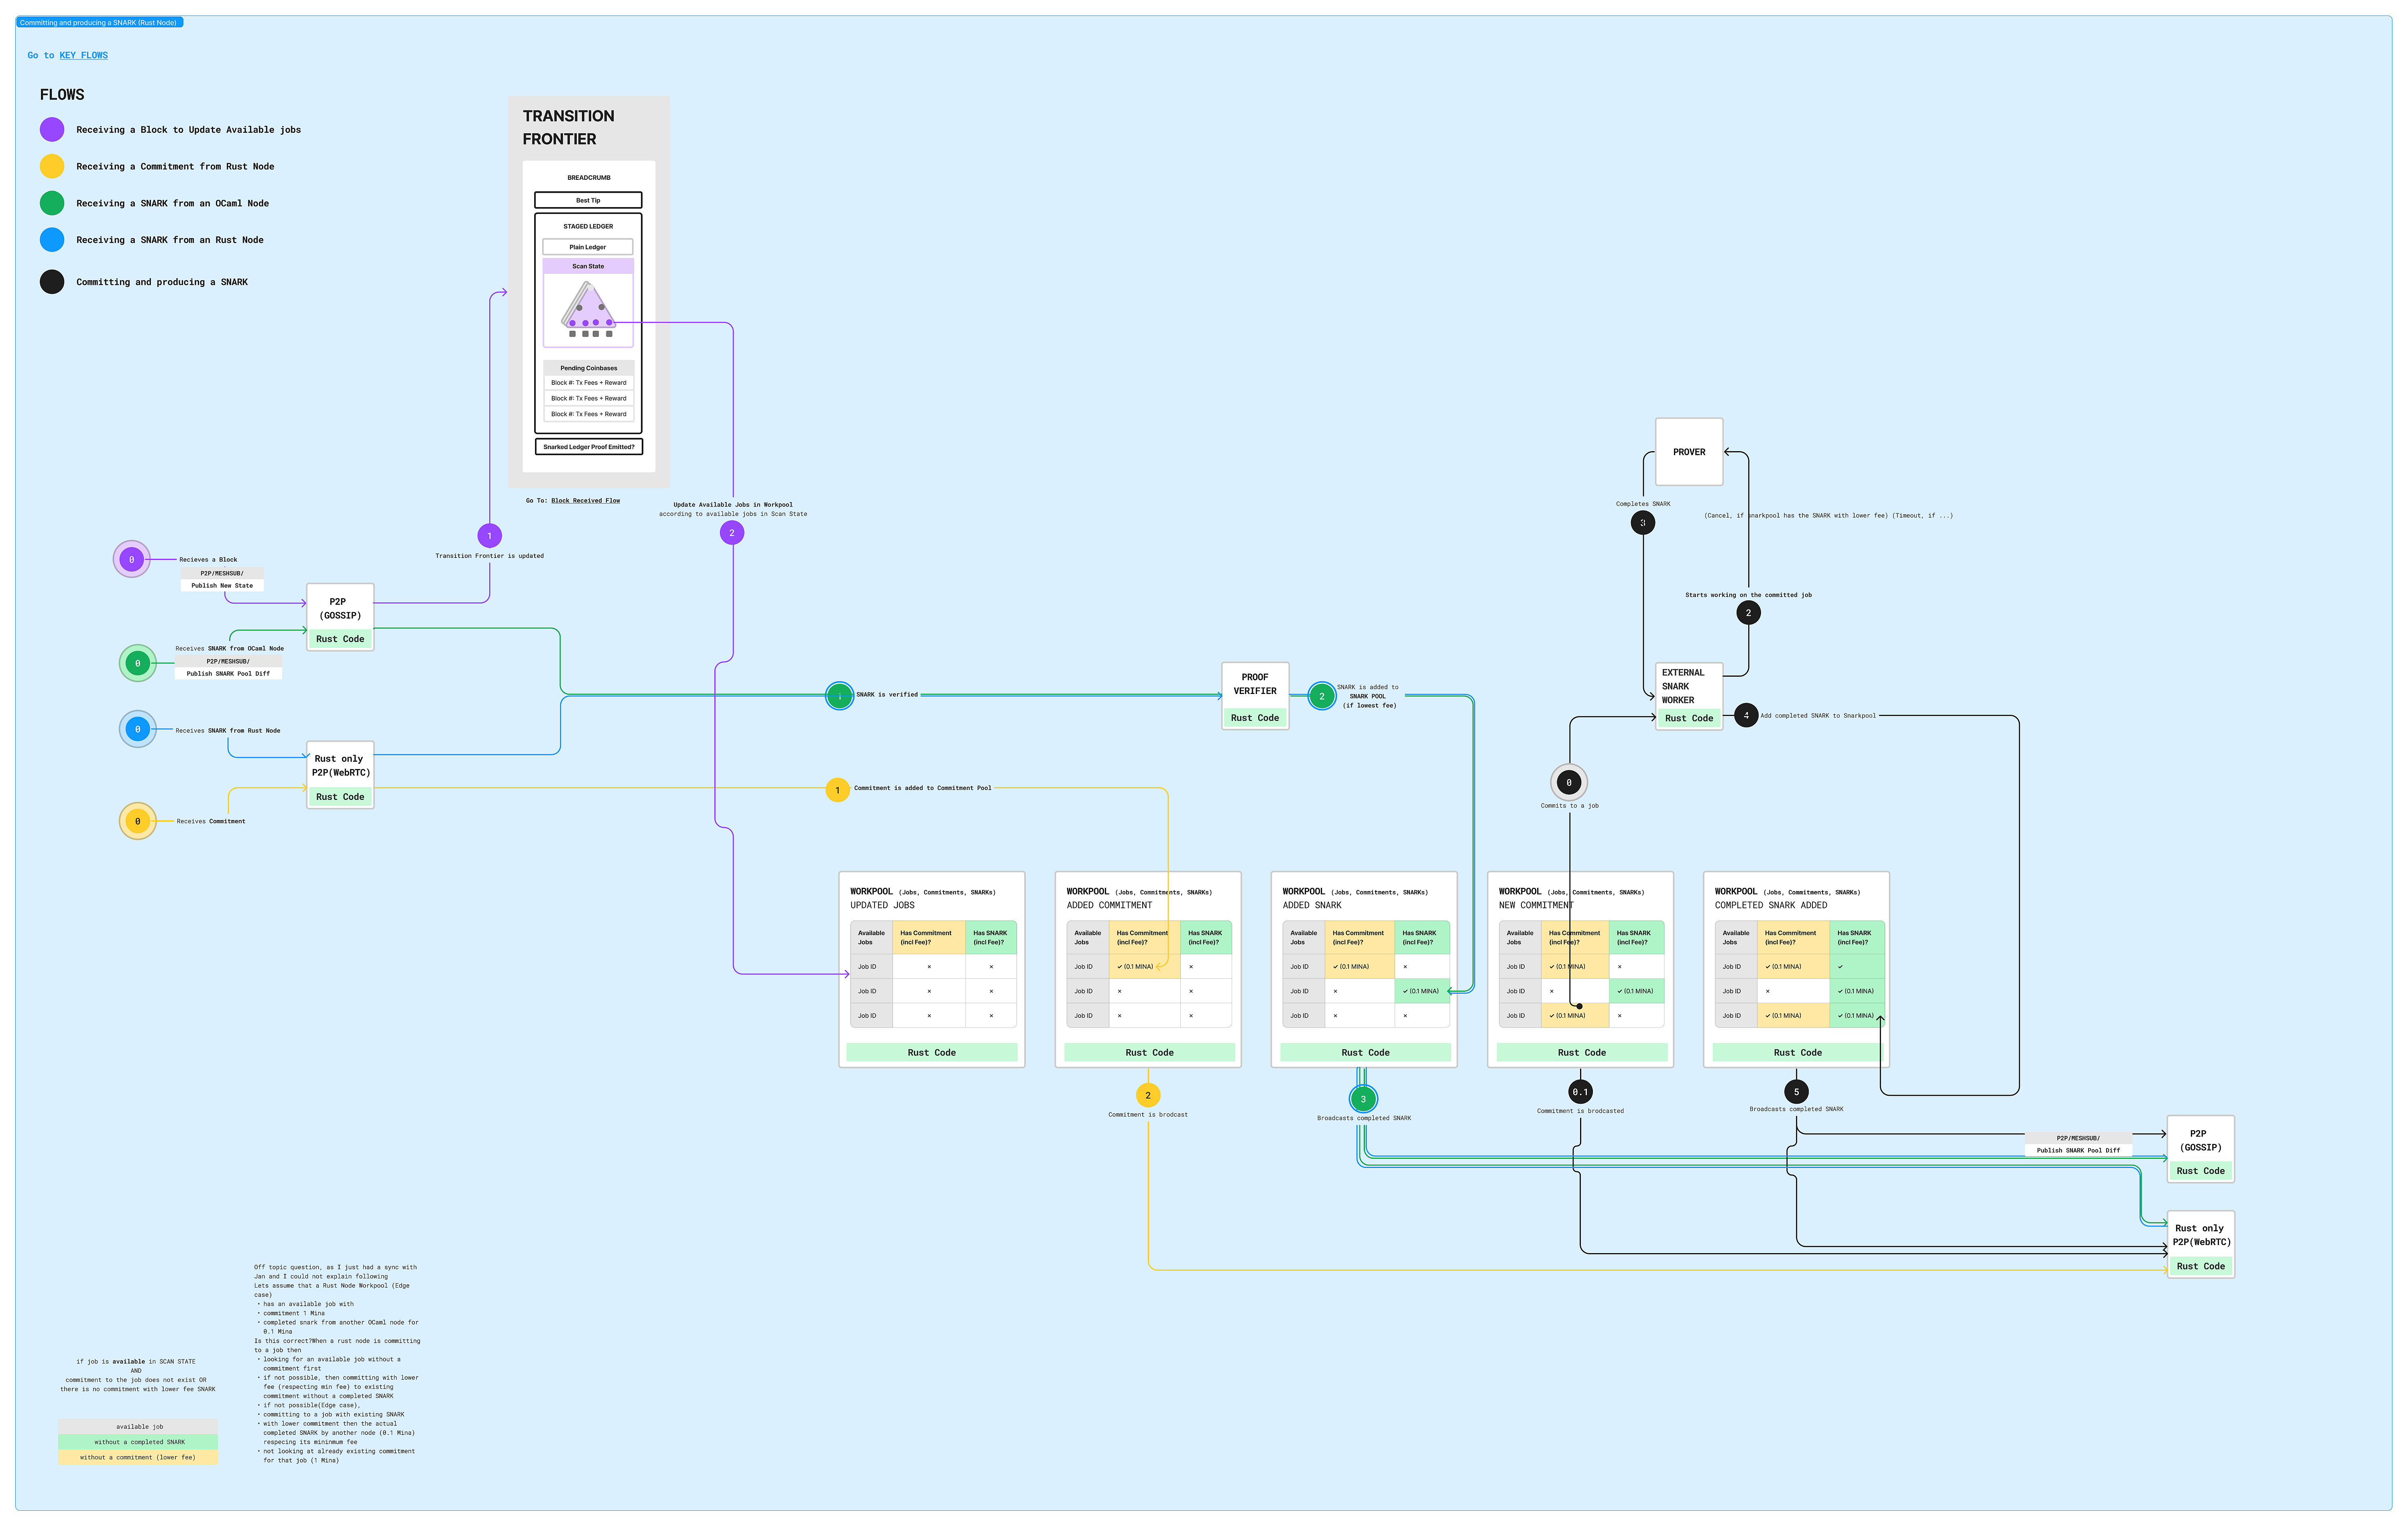 Committing and producing a SNARK (Rust Node)
Go to KEY FLOWS
FLOWS
Receiving a Block to Update Available jobs
Receiving a Commitment from Rust Node
Receiving a SNARK from an OCaml Node
Receiving a SNARK from an Rust Node
Committing and producing a SNARK
TRANSITION
FRONTIER
BREADCRUMB
Best Tip
STAGED LEDGER
Plain Ledger
Scan State
Pending Coinbases
Block #: Tx Fees + Reward
Block #: Tx Fees + Reward
Block #: Tx Fees + Reward
Snarked Ledger Proof Emitted?
Go To: Block Received Flow
Update Available Jobs in Workpool
according to available jobs in Scan State
2
1
Transition Frontier is updated
0
Recieves a Block
P2P/MESHSUB/
Publish New State
P2P
(GOSSIP)
Rust Code
0
Receives SNARK from OCaml Node
P2P/MESHSUB/
Publish SNARK Pool Diff
0
Receives SNARK from Rust Node
Rust only
P2P(WebRTC)
Rust Code
0
Receives Commitment
1
SNARK is verified
1
Commitment is added to Commitment Pool
PROOF
VERIFIER
Rust Code
2
SNARK is added to
SNARK POOL
(if lowest fee)
PROVER
Completes SNARK
3
(Cancel, if snarkpool has the SNARK with lower fee) (Timeout, if ...)
Starts working on the committed job
2
EXTERNAL
SNARK
WORKER
Rust Code
4
Add completed SNARK to Snarkpool
0
Commits to a job
WORKPOOL (Jobs, Commitments, SNARKs)
UPDATED JOBS
Available Jobs
Has Commitment (incl Fee)?
Has SNARK (incl Fee)?
Job ID × ×
Job ID × ×
Job ID × ×
Rust Code
WORKPOOL (Jobs, Commitments, SNARKs)
ADDED COMMITMENT
Available Jobs
Has Commitment (incl Fee)?
Has SNARK (incl Fee)?
Job ID ✓ (0.1 MINA) ×
Job ID × ×
Job ID × ×
Rust Code
WORKPOOL (Jobs, Commitments, SNARKs)
ADDED SNARK
Available Jobs
Has Commitment (incl Fee)?
Has SNARK (incl Fee)?
Job ID ✓ (0.1 MINA) ×
Job ID × ✓ (0.1 MINA)
Job ID × ×
Rust Code
WORKPOOL (Jobs, Commitments, SNARKs)
NEW COMMITMENT
Available Jobs
Has Commitment (incl Fee)?
Has SNARK (incl Fee)?
Job ID ✓ (0.1 MINA) ×
Job ID × ✓ (0.1 MINA)
Job ID ✓ (0.1 MINA) ×
Rust Code
WORKPOOL (Jobs, Commitments, SNARKs)
COMPLETED SNARK ADDED
Available Jobs
Has Commitment (incl Fee)?
Has SNARK (incl Fee)?
Job ID ✓ (0.1 MINA) ✓
Job ID × ✓ (0.1 MINA)
Job ID ✓ (0.1 MINA) ✓ (0.1 MINA)
Rust Code
2
Commitment is brodcast
3
Broadcasts completed SNARK
0.1
Commitment is brodcasted
5
Broadcasts completed SNARK
P2P/MESHSUB/
Publish SNARK Pool Diff
P2P
(GOSSIP)
Rust Code
Rust only
P2P(WebRTC)
Rust Code
Off topic question, as I just had a sync with
Jan and I could not explain following
Lets assume that a Rust Node Workpool (Edge
case)
• has an available job with
• commitment 1 Mina
• completed snark from another OCaml node for
0.1 Mina
Is this correct?When a rust node is committing
to a job then
• looking for an available job without a
commitment first
• if not possible, then committing with lower
fee (respecting min fee) to existing
commitment without a completed SNARK
• if not possible(Edge case),
• committing to a job with existing SNARK
• with lower commitment then the actual
completed SNARK by another node (0.1 Mina)
respecing its mininmum fee
• not looking at already existing commitment
for that job (1 Mina)
if job is available in SCAN STATE
AND
commitment to the job does not exist OR
there is no commitment with lower fee SNARK
available job
without a completed SNARK
without a commitment (lower fee)